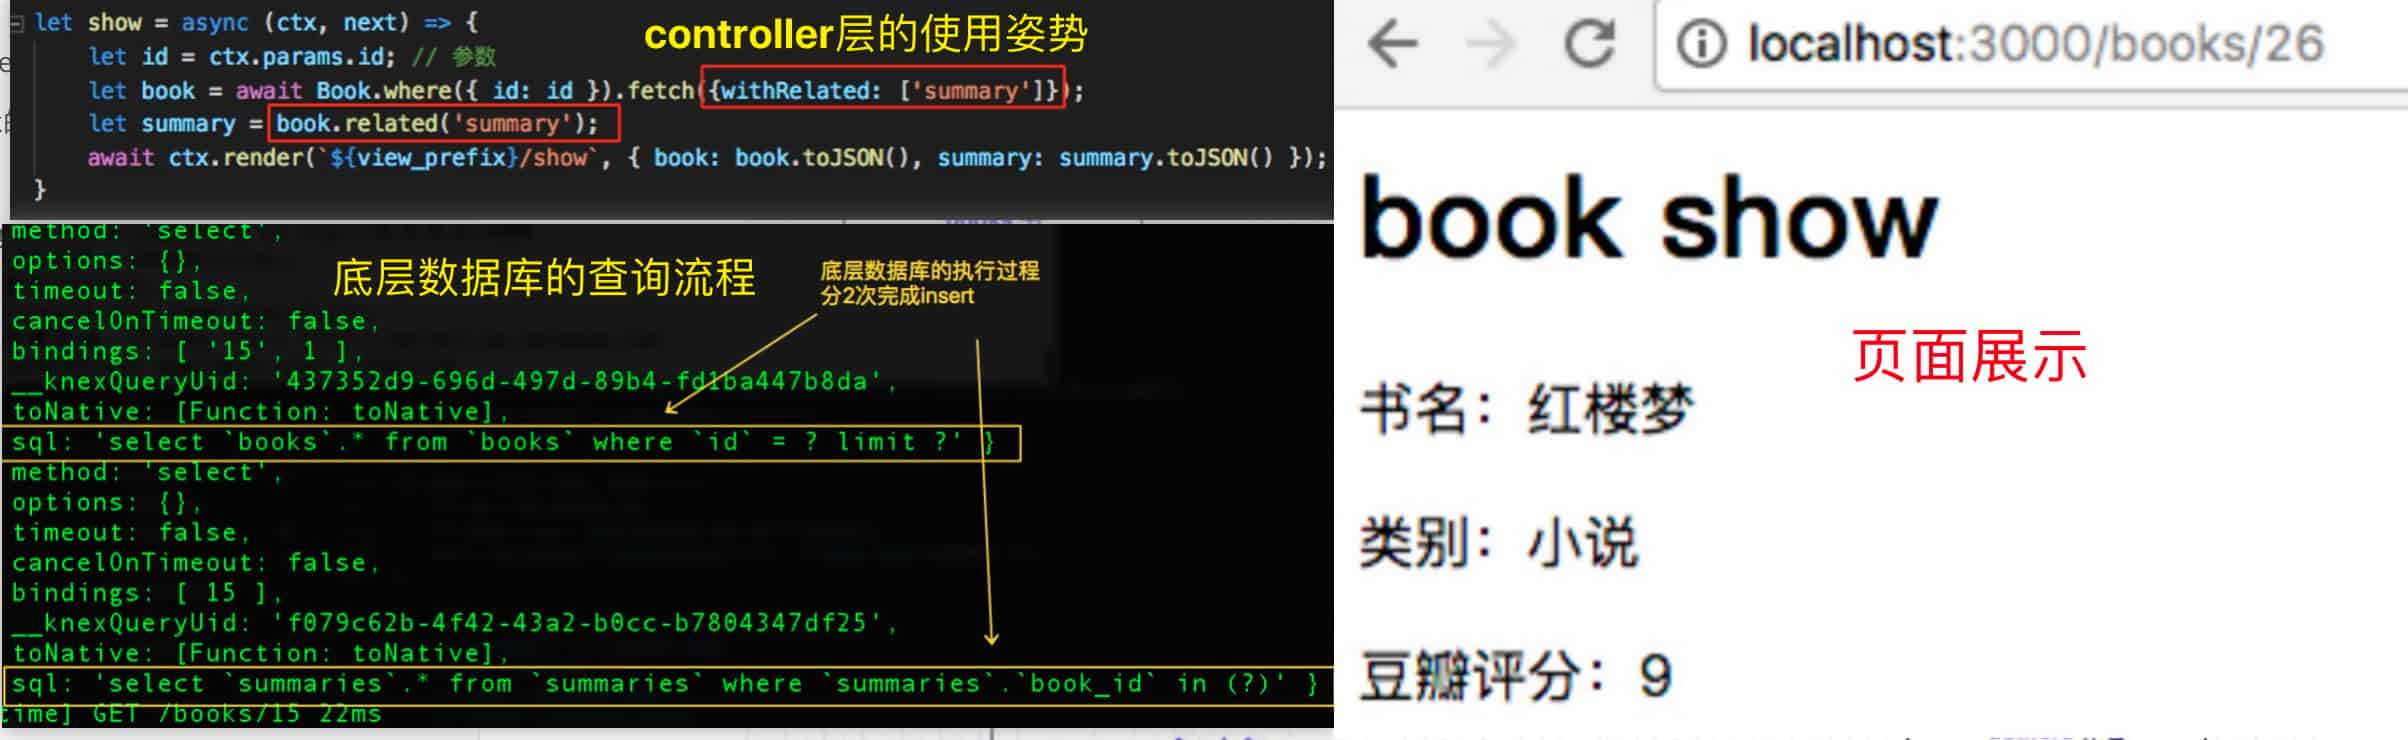 let show = async (ctx, next) => {
controller层的使用姿势
let id = ctx.params.id; // 参数
let book = await Book.where({ id: id }).fetch({withRelated: ['summary']});
let summary = book.related('summary');
await ctx.render(`${view_prefix}/show`, { book: book.toJSON(), summary: summary.toJSON() });
}
method: 'select',
options: {},
timeout: false,
cancelOnTimeout: false,
bindings: [ '15', 1 ],
__knexQueryUid: '437352d9-696d-497d-89b4-fd1ba447b8da',
toNative: [Function: toNative],
sql: 'select `books`.* from `books` where `id` = ? limit ?' }
底层数据库的查询流程
底层数据库的执行过程
分2次完成insert
method: 'select',
options: {},
timeout: false,
cancelOnTimeout: false,
bindings: [ 15 ],
__knexQueryUid: 'f079c62b-4f42-43a2-b0cc-b7804347df25',
toNative: [Function: toNative],
sql: 'select `summaries`.* from `summaries` where `summaries`.`book_id` in (?)' }
time] GET /books/15 22ms
localhost:3000/books/26
book show
页面展示
书名：红楼梦
类别：小说
豆瓣评分：9